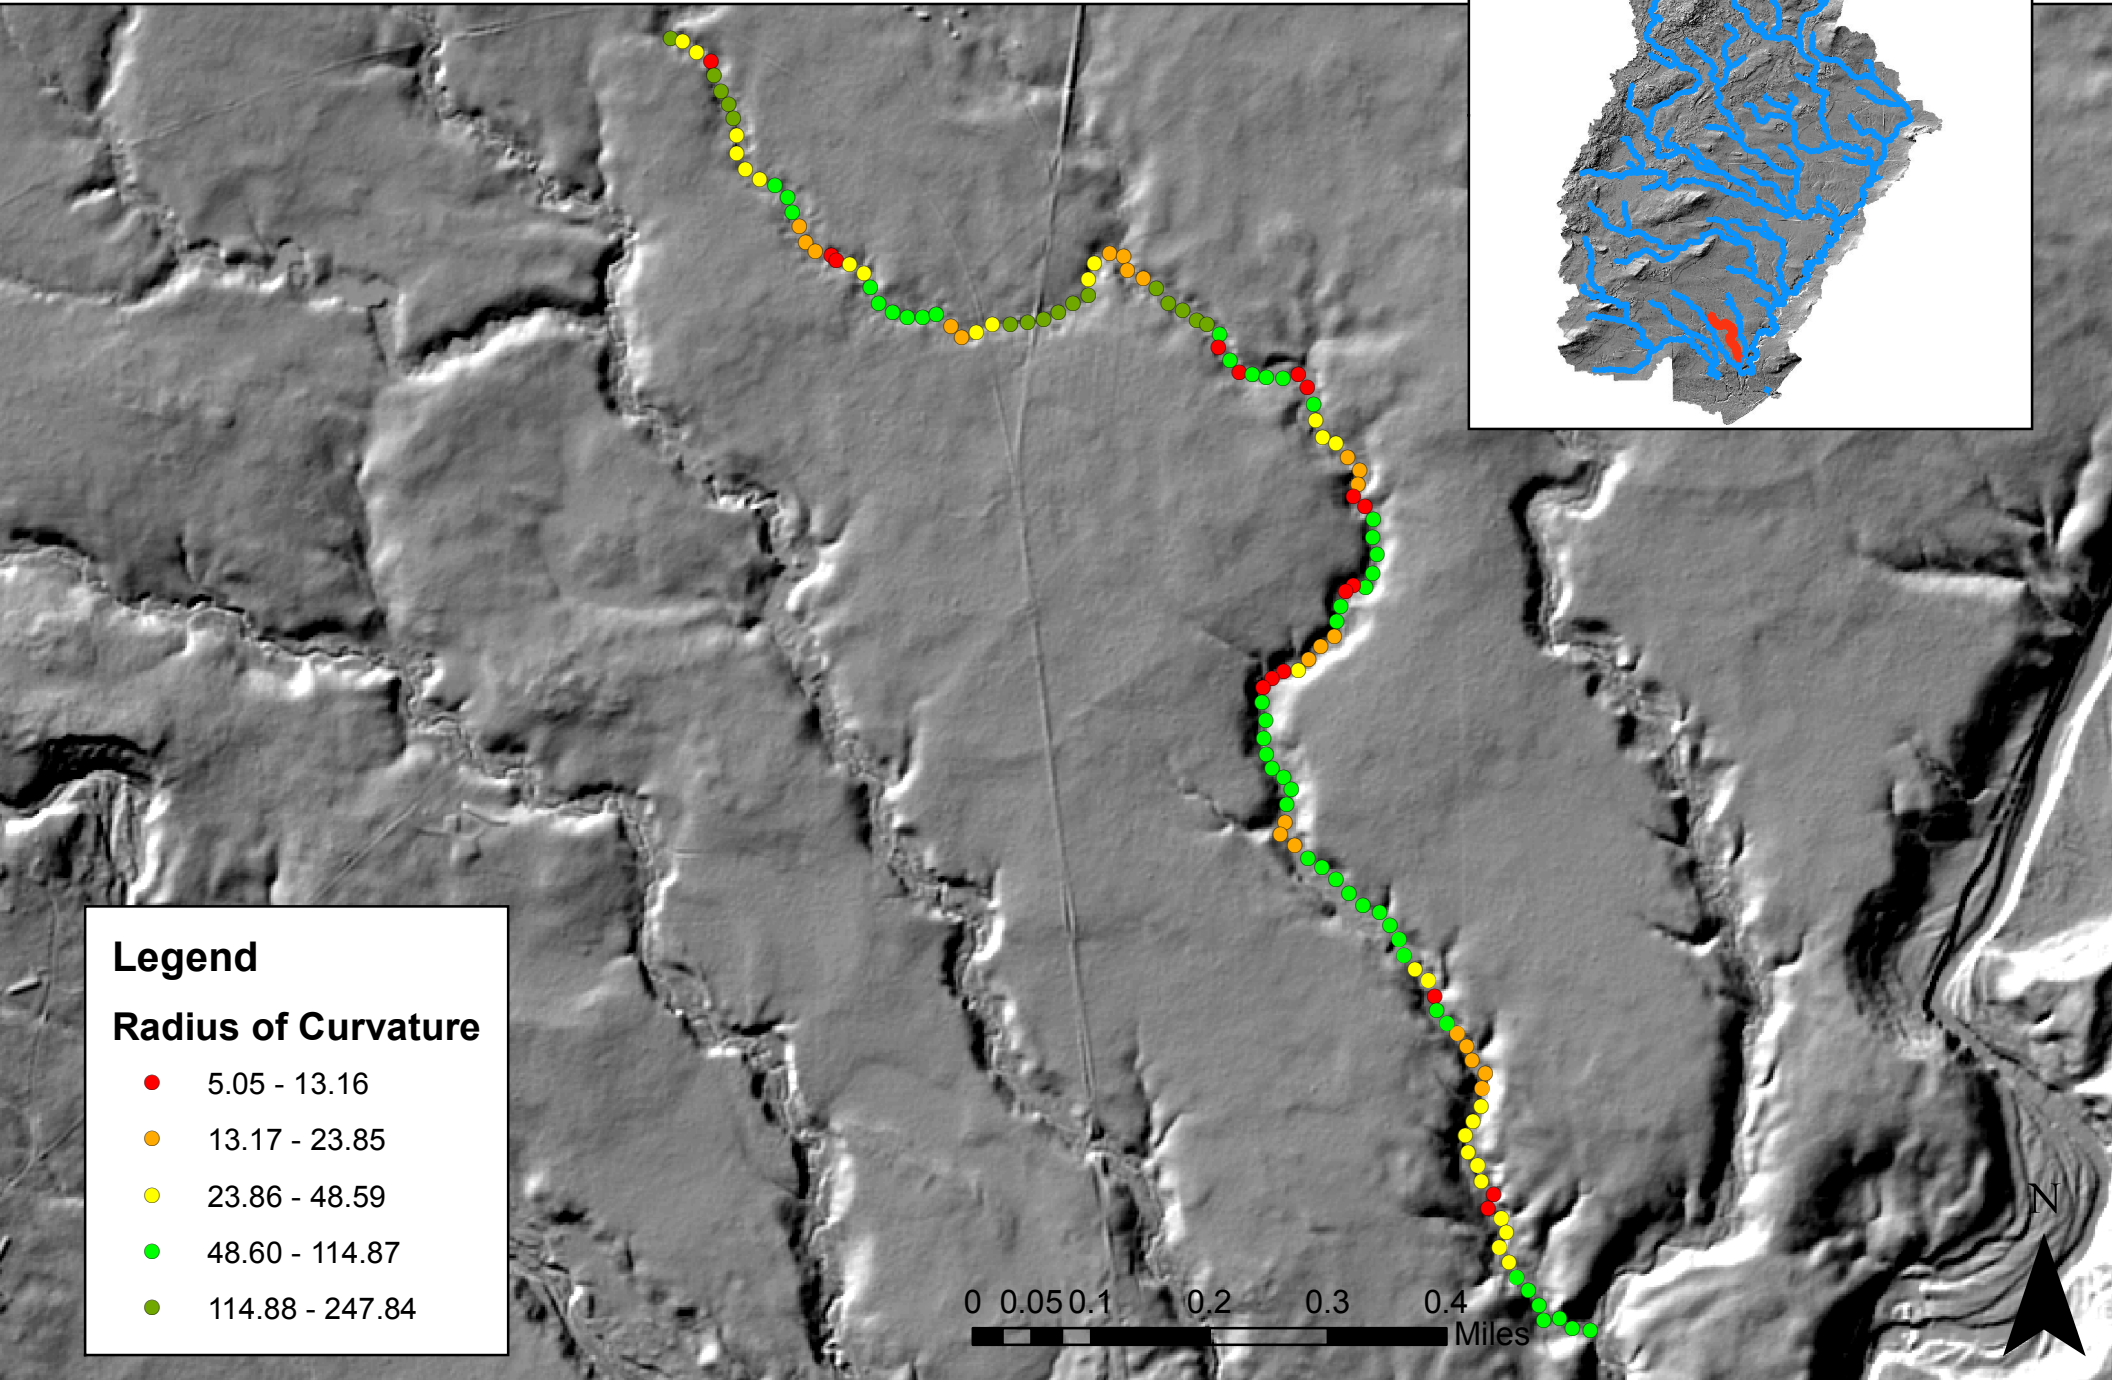 Legend
Radius of Curvature
5.05 - 13.16
13.17 - 23.85
23.86 - 48.59
48.60 - 114.87
114.88 - 247.84
N
0 0.05 0.1 0.2 0.3 0.4
Miles